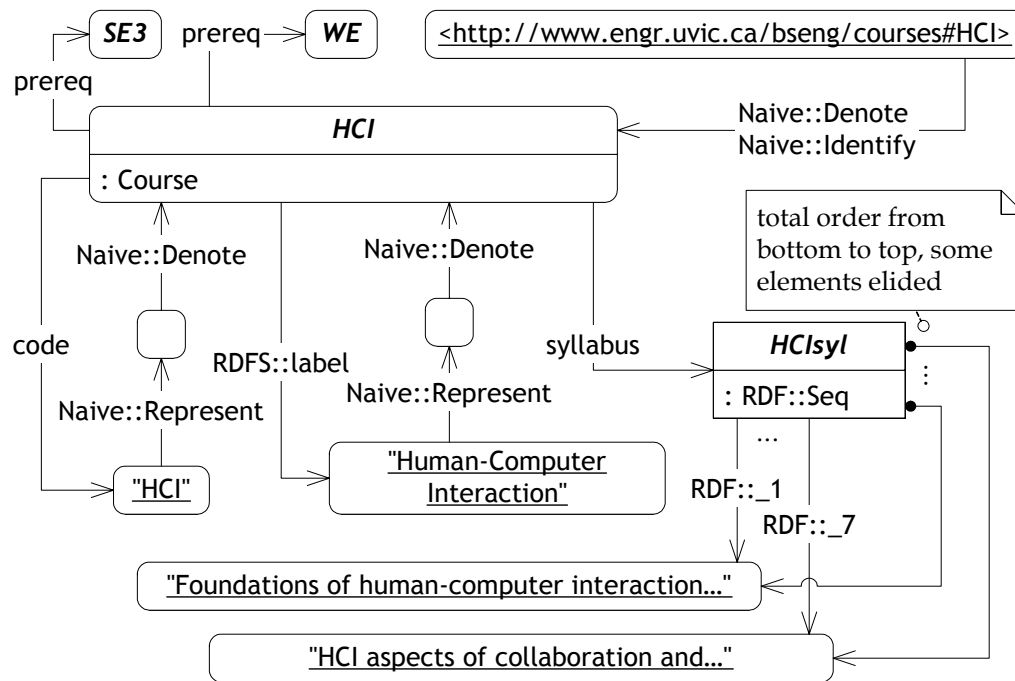 SE3
prereq
WE
<http://www.engr.uvic.ca/bseng/courses#HCI>
prereq
HCI
Naive::Denote
Naive::Identify
: Course
total order from
bottom to top, some
elements elided
Naive::Denote
Naive::Denote
code
RDFS::label
syllabus
HCIsyl
...
: RDF::Seq
Naive::Represent
Naive::Represent
...
"HCI"
"Human-Computer
Interaction"
RDF::_1
RDF::_7
"Foundations of human-computer interaction..."
"HCI aspects of collaboration and..."